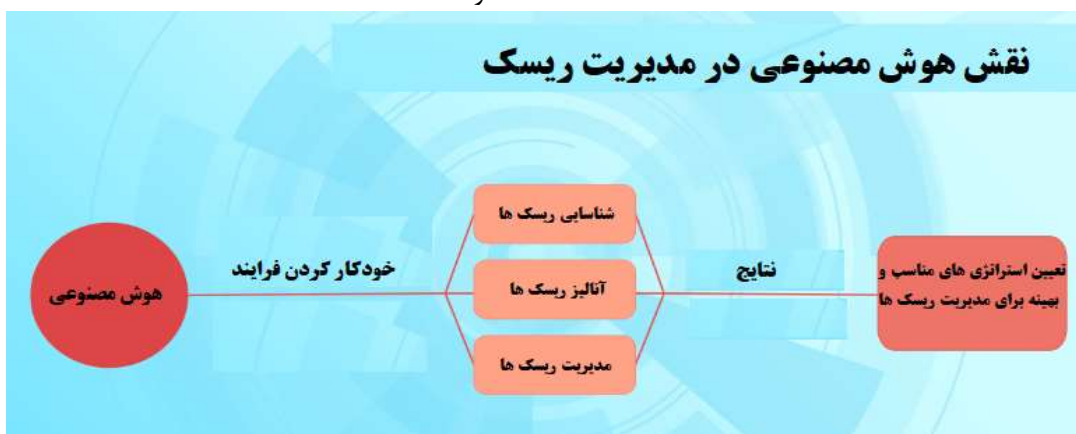 نقش هوش مصنوعی در مدیریت ریسک
هوش مصنوعی
خودکار کردن فرایند
شناسایی ریسک ها
آنالیز ریسک ها
مدیریت ریسک ها
نتایج
تعیین استراتژی های مناسب و
بهینه برای مدیریت ریسک ها